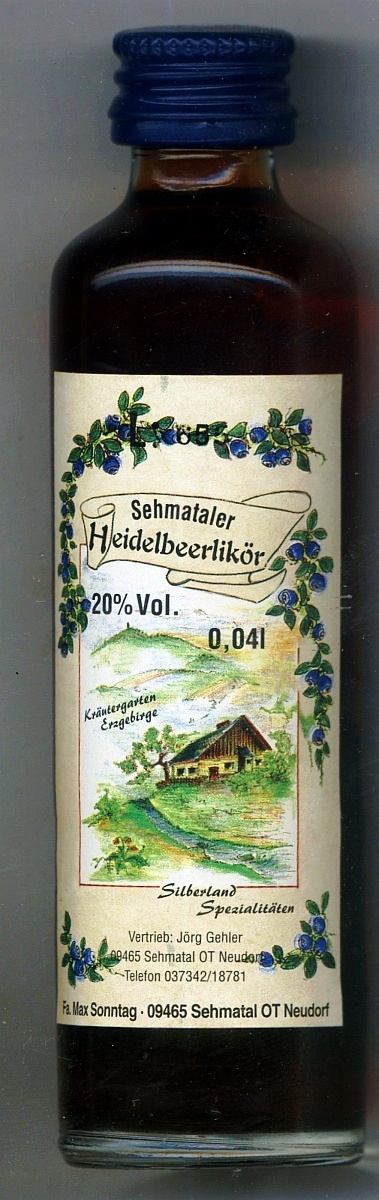 Sehmataler
Heidelbeerlikör
20% Vol.
0,04l
Kräutergarten
Erzgebirge
Silberland
Spezialitäten
Vertrieb: Jörg Gehler
09465 Sehmatal OT Neudorf
Telefon 037342/18781
Fa. Max Sonntag · 09465 Sehmatal OT Neudorf